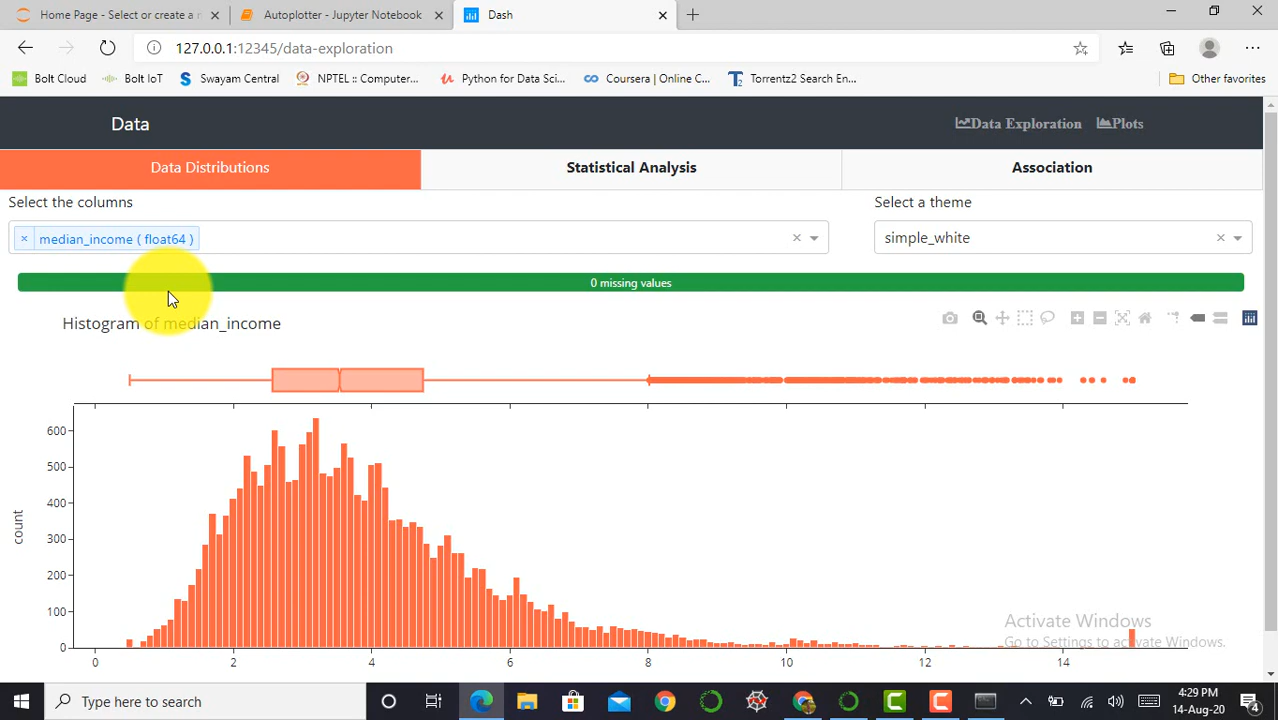 Home Page - Select or create a n
Autoplotter - Jupyter Notebook
Dash
127.0.0.1:12345/data-exploration
Bolt Cloud
Bolt IoT
Swayam Central
NPTEL :: Computer...
Python for Data Sci...
Coursera | Online C...
Torrentz2 Search En...
Other favorites
Data
Data Exploration
Plots
Data Distributions
Statistical Analysis
Association
Select the columns
Select a theme
× median_income ( float64 )
simple_white
0 missing values
Histogram of median_income
600
500
400
300
200
100
0
count
0 2 4 6 8 10 12 14
Activate Windows
Go to Settings to activate Windows.
Type here to search
4:29 PM
14-Aug-20
4